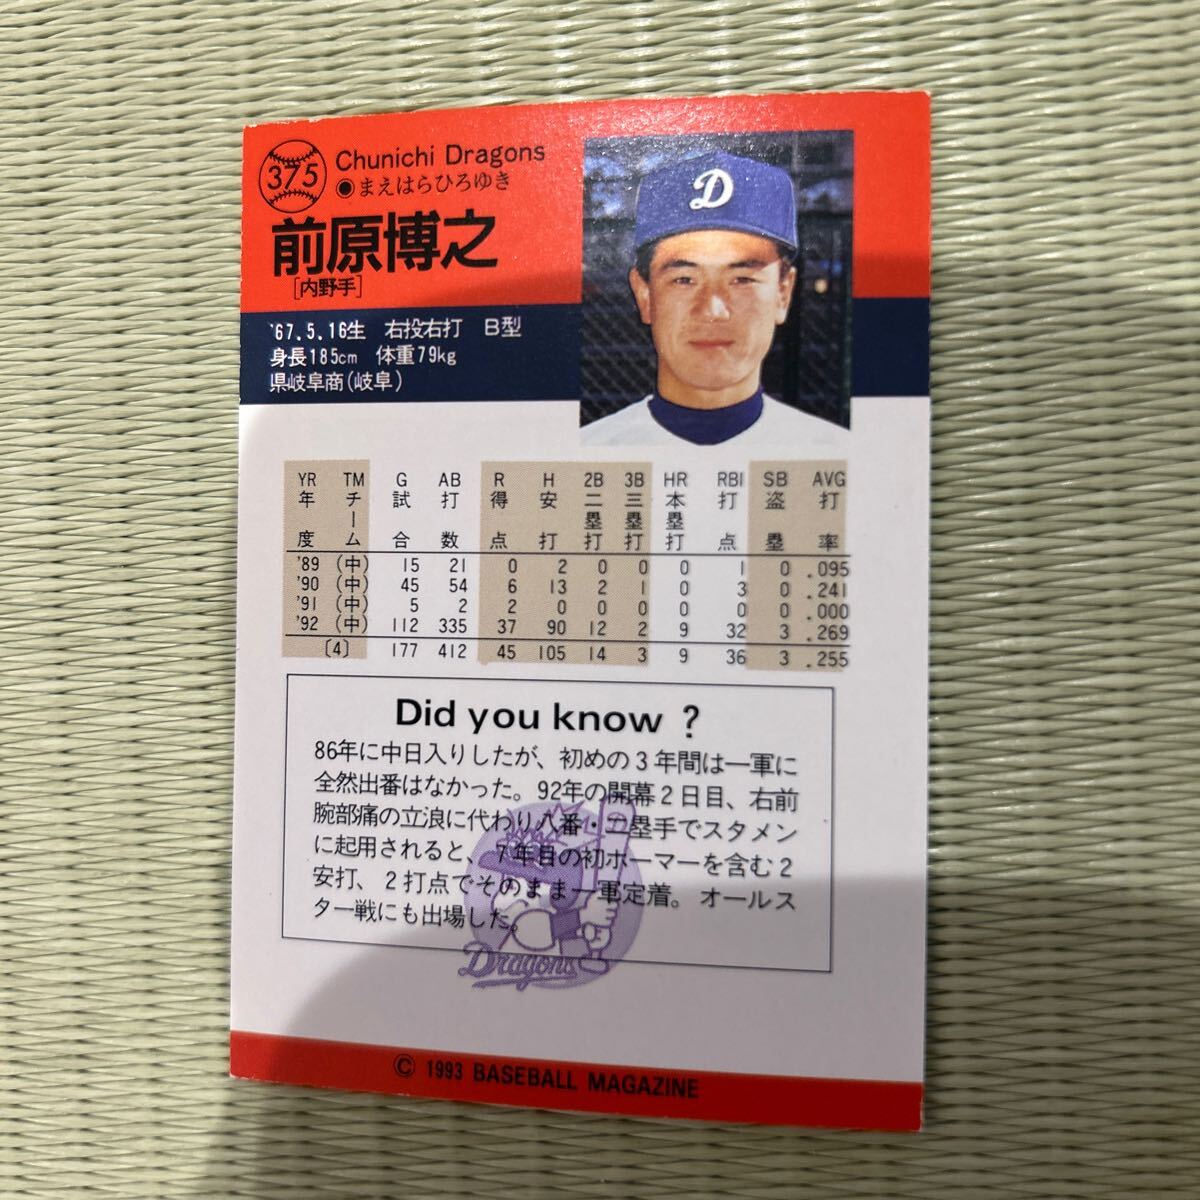 375
Chunichi Dragons
●まえはらひろゆき
前原博之
[内野手]
'67.5.16生 右投右打 B型
身長185cm 体重79kg
県岐阜商(岐阜)
D
YR TM G AB R H 2B 3B HR RBI SB AVG
年度 チーム 試合 打数 得点 安打 二塁打 三塁打 本塁打 打点 盗塁 打率
'89 (中) 15 21 0 2 0 0 0 1 0 .095
'90 (中) 45 54 6 13 2 1 0 3 0 .241
'91 (中) 5 2 2 0 0 0 0 0 0 .000
'92 (中) 112 335 37 90 12 2 9 32 3 .269
[4] 177 412 45 105 14 3 9 36 3 .255
Did you know ?
86年に中日入りしたが、初めの3年間は一軍に
全然出番はなかった。92年の開幕2日目、右前
腕部痛の立浪に代わり八番・二塁手でスタメン
に起用されると、7年目の初ホーマーを含む2
安打、2打点でそのまま一軍定着。オールス
ター戦にも出場した。
Dragons
© 1993 BASEBALL MAGAZINE